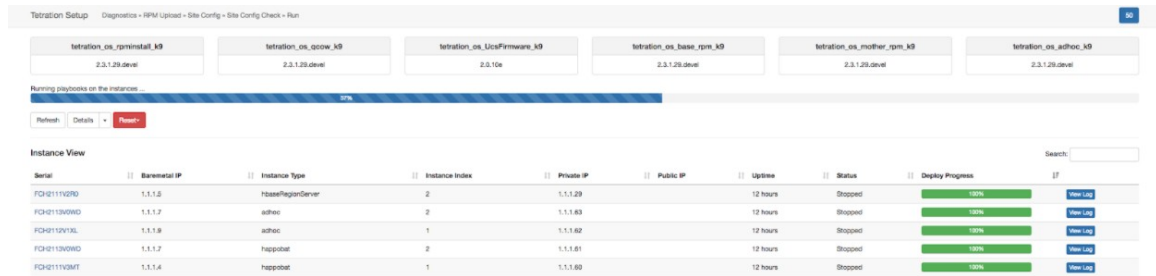 Tetration Setup Diagnostics » RPM Upload » Site Config » Site Config Check » Run 50
tetration_os_rpminstall_k9 tetration_os_qcow_k9 tetration_os_UcsFirmware_k9 tetration_os_base_rpm_k9 tetration_os_mother_rpm_k9 tetration_os_adhoc_k9
2.3.1.29.devel 2.3.1.29.devel 2.0.10e 2.3.1.29.devel 2.3.1.29.devel 2.3.1.29.devel
Running playbooks on the instances ...
57%
Refresh Details Reset
Instance View Search:
Serial Baremetal IP Instance Type Instance Index Private IP Public IP Uptime Status Deploy Progress
FCH2111V2R0 1.1.1.5 hbaseRegionServer 2 1.1.1.29 12 hours Stopped 100% View Log
FCH2113V0WD 1.1.1.7 adhoc 2 1.1.1.63 12 hours Stopped 100% View Log
FCH2112V1XL 1.1.1.9 adhoc 1 1.1.1.62 12 hours Stopped 100% View Log
FCH2113V0WD 1.1.1.7 happobat 2 1.1.1.61 12 hours Stopped 100% View Log
FCH2111V3MT 1.1.1.4 happobat 1 1.1.1.60 12 hours Stopped 100% View Log